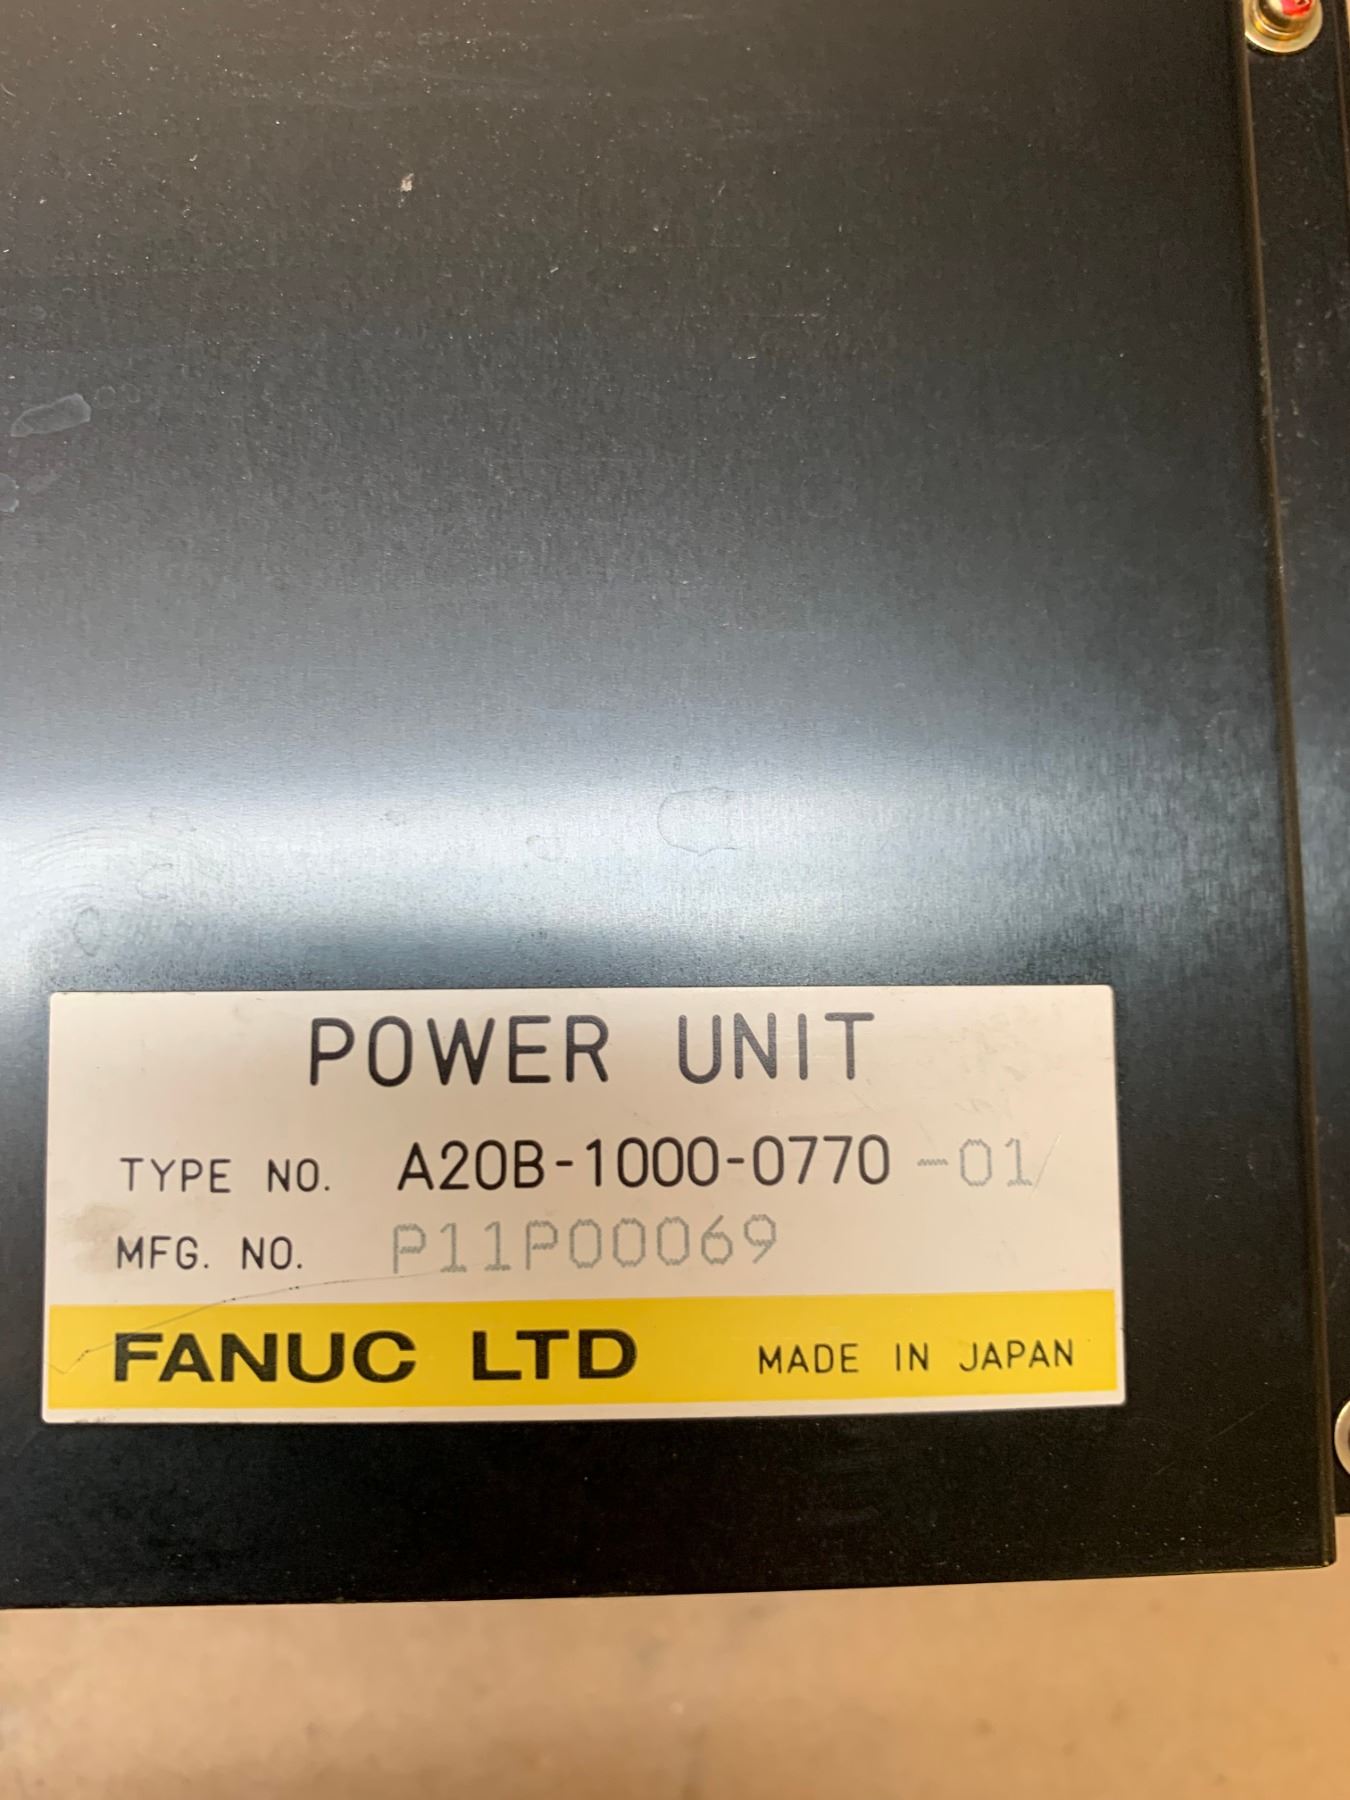 POWER UNIT
TYPE NO. A20B-1000-0770-01/
MFG. NO. P11P00069
FANUC LTD MADE IN JAPAN